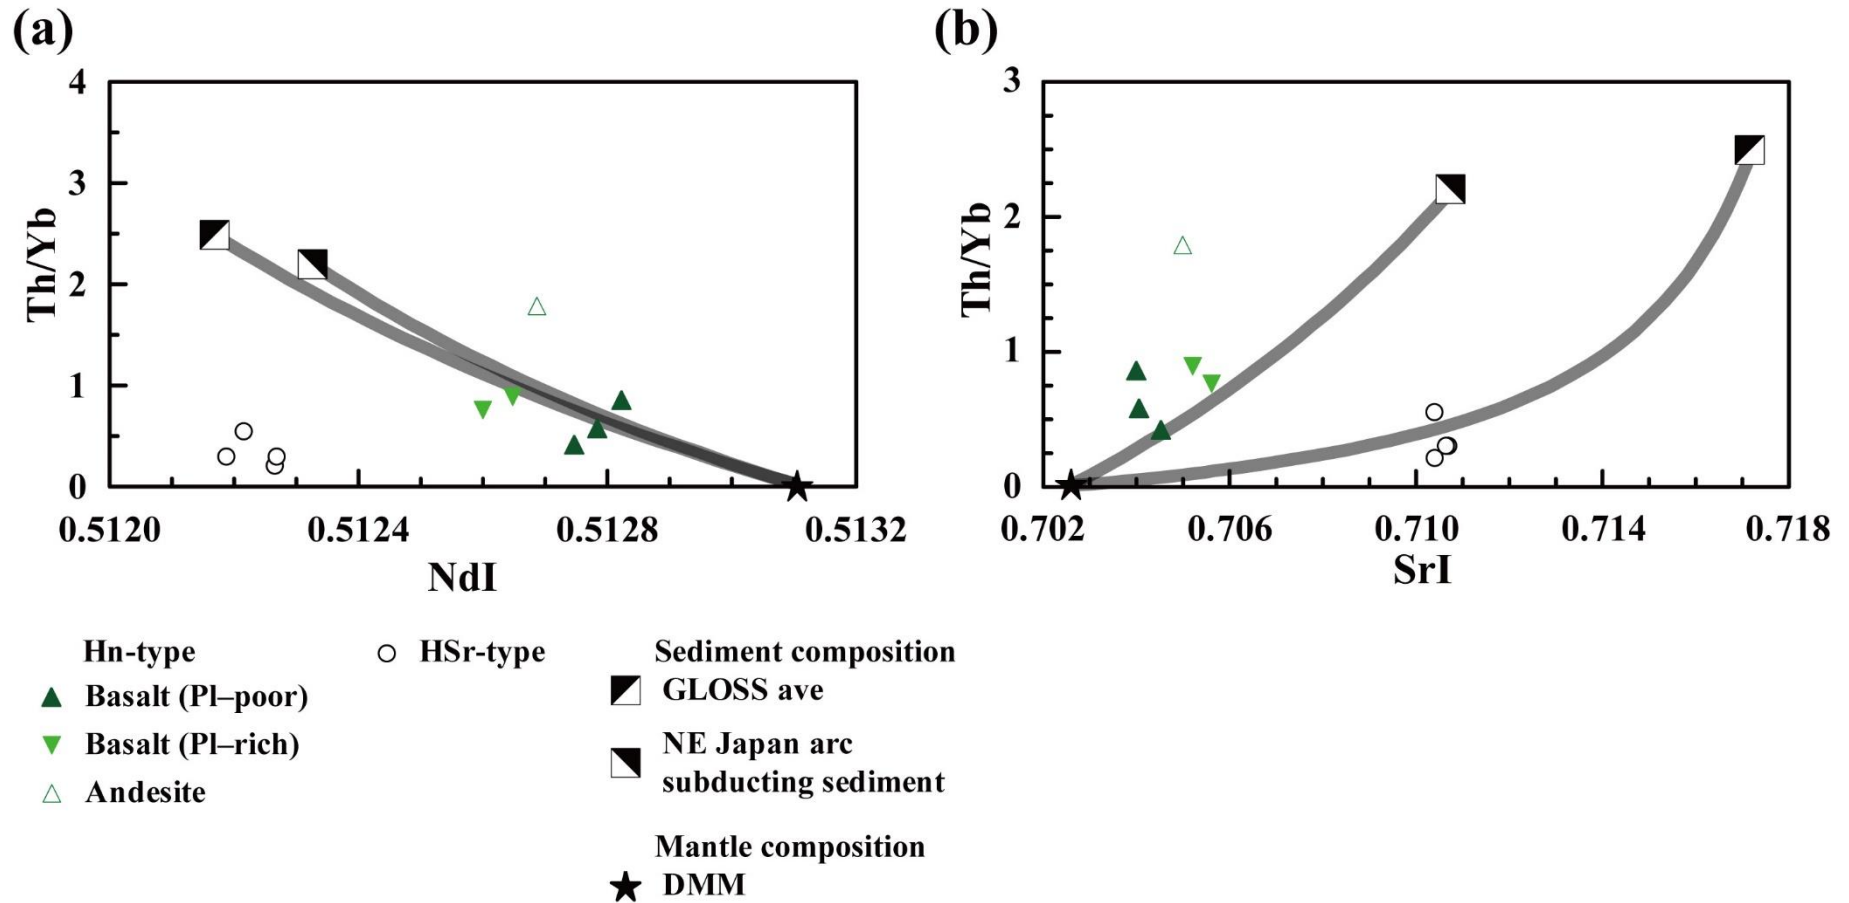 (a)
4
3
2
1
0
Th/Yb
0.5120 0.5124 0.5128 0.5132
NdI
(b)
3
2
1
0
Th/Yb
0.702 0.706 0.710 0.714 0.718
SrI
Hn-type
Basalt (Pl–poor)
Basalt (Pl–rich)
Andesite
HSr-type
Sediment composition
GLOSS ave
NE Japan arc
subducting sediment
Mantle composition
DMM